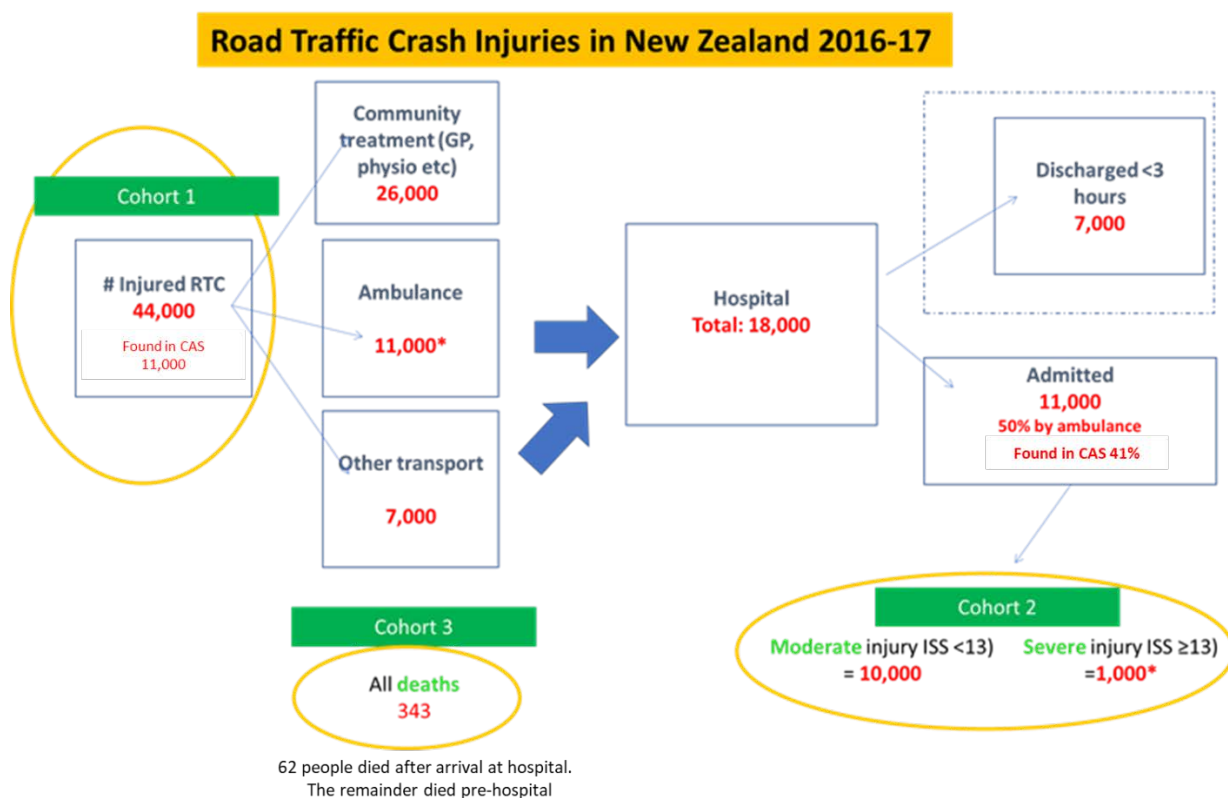 Road Traffic Crash Injuries in New Zealand 2016-17
Cohort 1
# Injured RTC
44,000
Found in CAS
11,000
Community
treatment (GP,
physio etc)
26,000
Ambulance
11,000*
Other transport
7,000
Hospital
Total: 18,000
Discharged <3
hours
7,000
Admitted
11,000
50% by ambulance
Found in CAS 41%
Cohort 2
Moderate injury ISS <13)
= 10,000
Severe injury ISS ≥13)
=1,000*
Cohort 3
All deaths
343
62 people died after arrival at hospital.
The remainder died pre-hospital